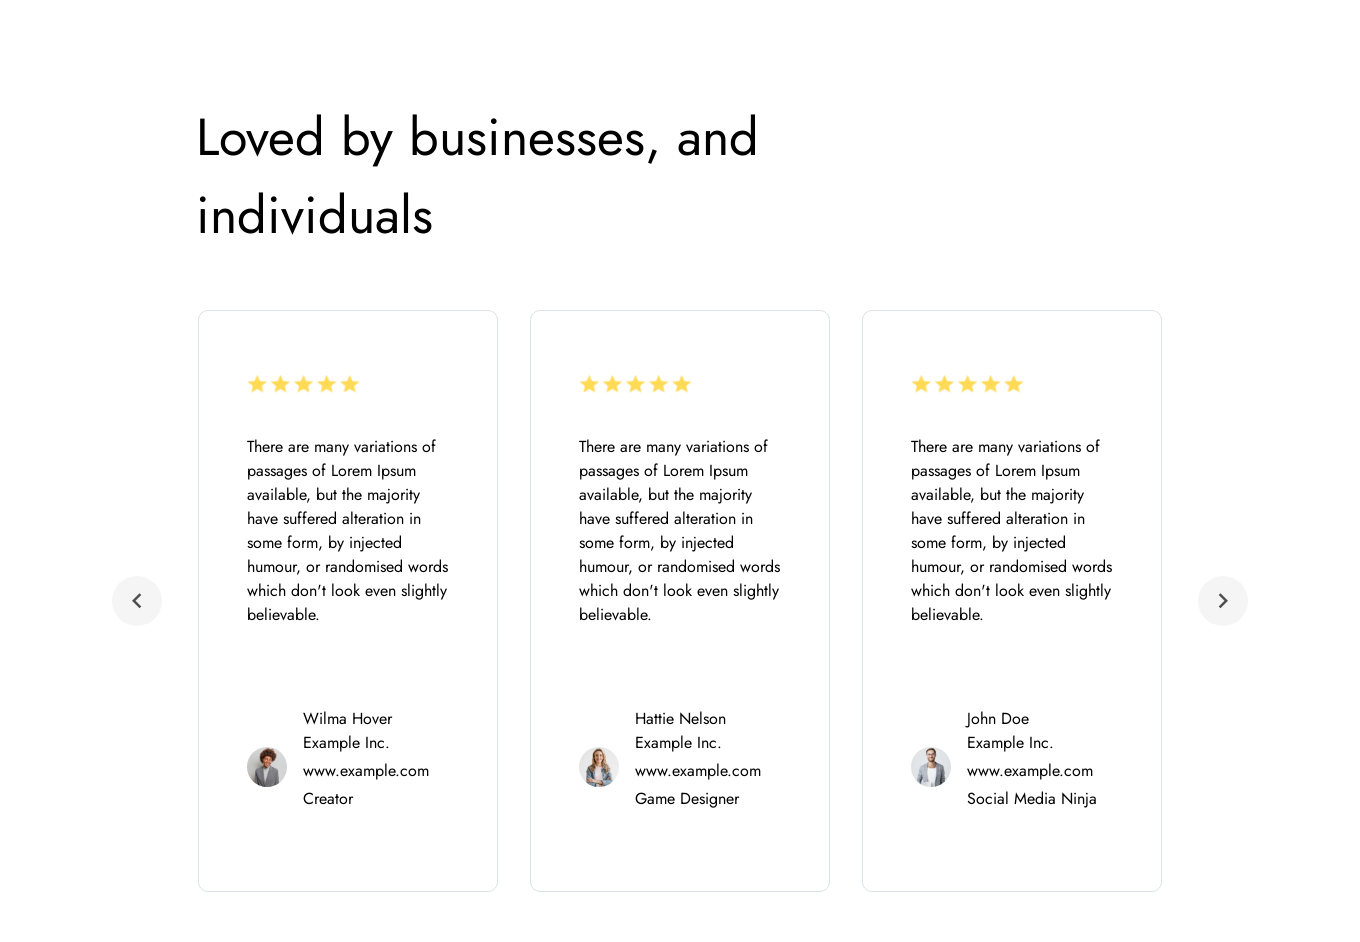 Loved by businesses, and
individuals
There are many variations of
passages of Lorem Ipsum
available, but the majority
have suffered alteration in
some form, by injected
humour, or randomised words
which don't look even slightly
believable.
Wilma Hover
Example Inc.
www.example.com
Creator
There are many variations of
passages of Lorem Ipsum
available, but the majority
have suffered alteration in
some form, by injected
humour, or randomised words
which don't look even slightly
believable.
Hattie Nelson
Example Inc.
www.example.com
Game Designer
There are many variations of
passages of Lorem Ipsum
available, but the majority
have suffered alteration in
some form, by injected
humour, or randomised words
which don't look even slightly
believable.
John Doe
Example Inc.
www.example.com
Social Media Ninja